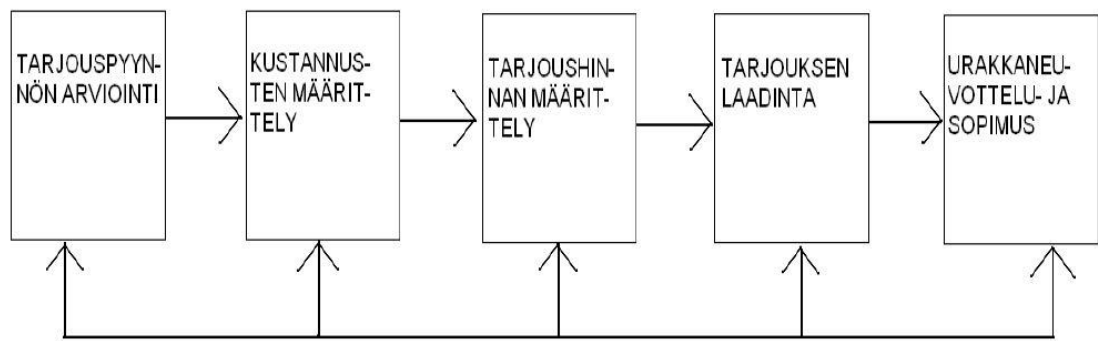 TARJOUSPYYN-
NÖN ARVIOINTI
KUSTANNUS-
TEN MÄÄRIT-
TELY
TARJOUSHIN-
NAN MÄÄRIT-
TELY
TARJOUKSEN
LAADINTA
URAKKANEU-
VOTTELU- JA
SOPIMUS